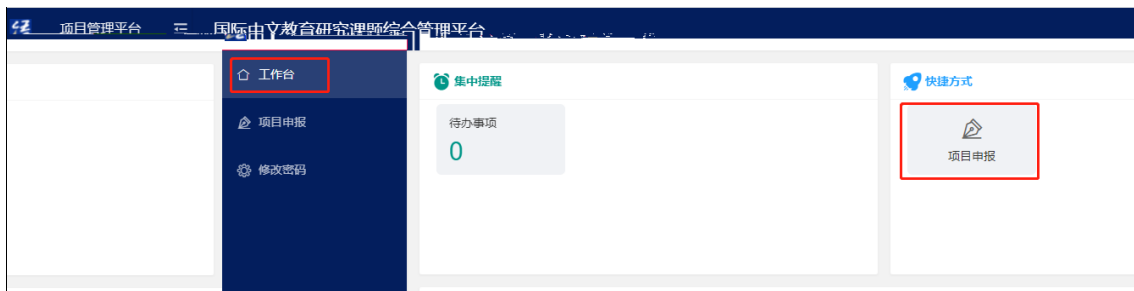 项目管理平台
国际中文教育研究课题综合管理平台
工作台
集中提醒
快捷方式
项目申报
待办事项
0
项目申报
修改密码